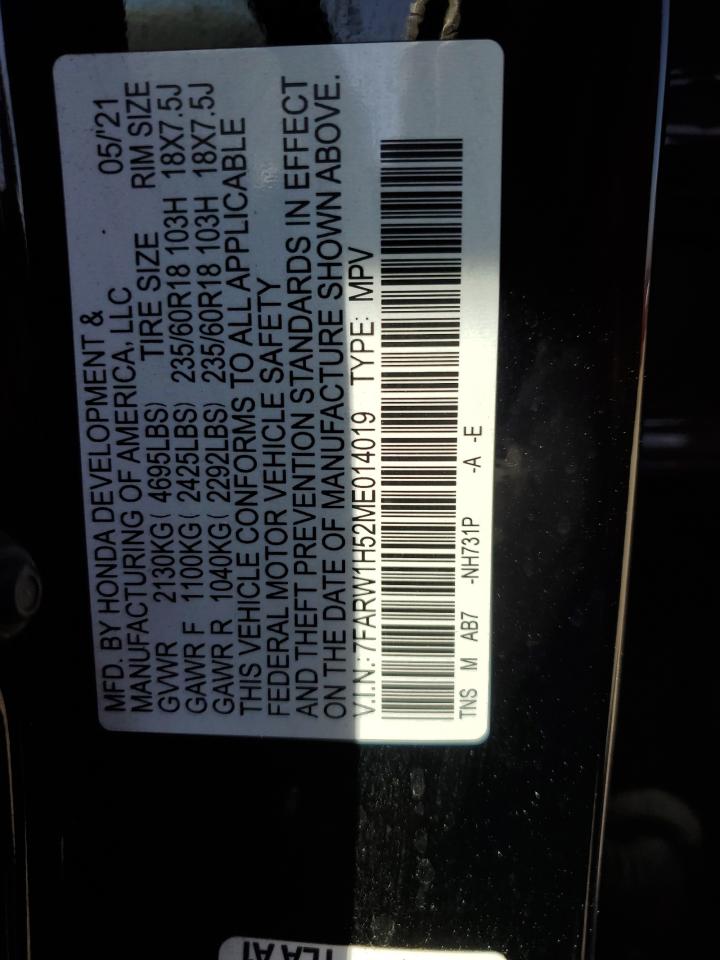 MFD. BY HONDA DEVELOPMENT &
MANUFACTURING OF AMERICA, LLC 05/'21
GVWR 2130KG( 4695LBS) TIRE SIZE RIM SIZE
GAWR F 1100KG( 2425LBS) 235/60R18 103H 18X7.5J
GAWR R 1040KG( 2292LBS) 235/60R18 103H 18X7.5J
THIS VEHICLE CONFORMS TO ALL APPLICABLE
FEDERAL MOTOR VEHICLE SAFETY
AND THEFT PREVENTION STANDARDS IN EFFECT
ON THE DATE OF MANUFACTURE SHOWN ABOVE.
V.I.N.: 7FARW1H52ME014019 TYPE: MPV
TNS M AB7 -NH731P -A -E